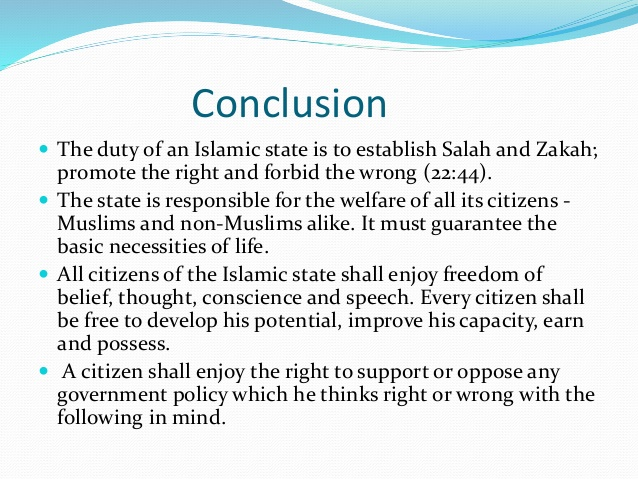 Conclusion
• The duty of an Islamic state is to establish Salah and Zakah;
promote the right and forbid the wrong (22:44).
• The state is responsible for the welfare of all its citizens -
Muslims and non-Muslims alike. It must guarantee the
basic necessities of life.
• All citizens of the Islamic state shall enjoy freedom of
belief, thought, conscience and speech. Every citizen shall
be free to develop his potential, improve his capacity, earn
and possess.
• A citizen shall enjoy the right to support or oppose any
government policy which he thinks right or wrong with the
following in mind.